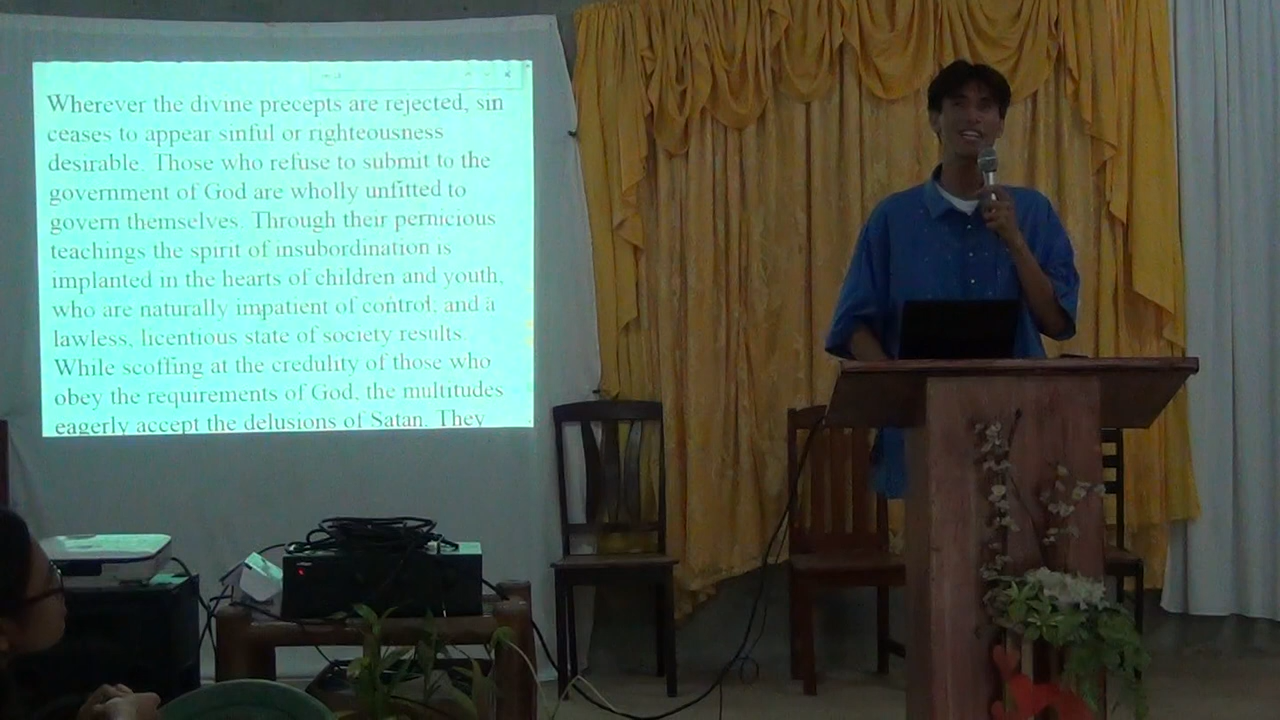 Wherever the divine precepts are rejected, sin
ceases to appear sinful or righteousness
desirable. Those who refuse to submit to the
government of God are wholly unfitted to
govern themselves. Through their pernicious
teachings the spirit of insubordination is
implanted in the hearts of children and youth,
who are naturally impatient of control; and a
lawless, licentious state of society results.
While scoffing at the credulity of those who
obey the requirements of God, the multitudes
eagerly accept the delusions of Satan. They